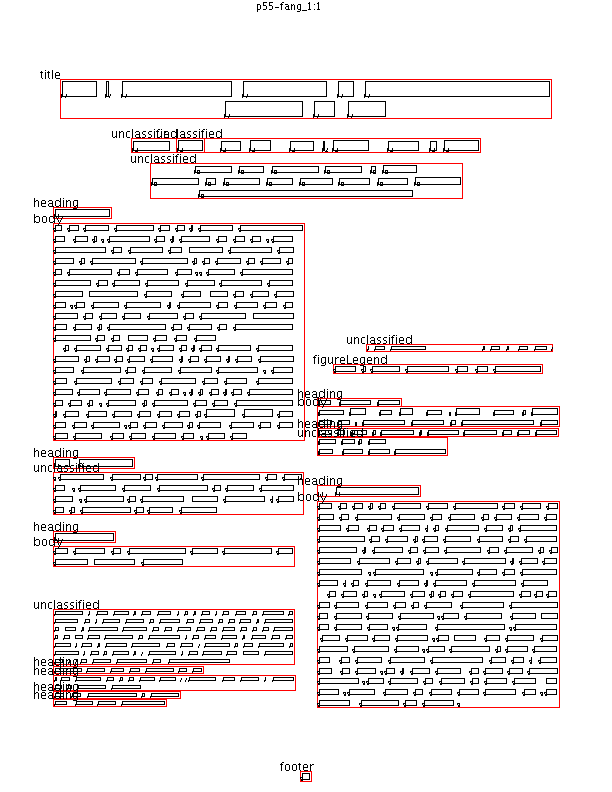 p55-fang_1:1
title
unclassified
unclassified
heading
body
unclassified
figureLegend
heading
body
heading
unclassified
heading
unclassified
heading
body
heading
body
unclassified
heading
heading
heading
heading
footer